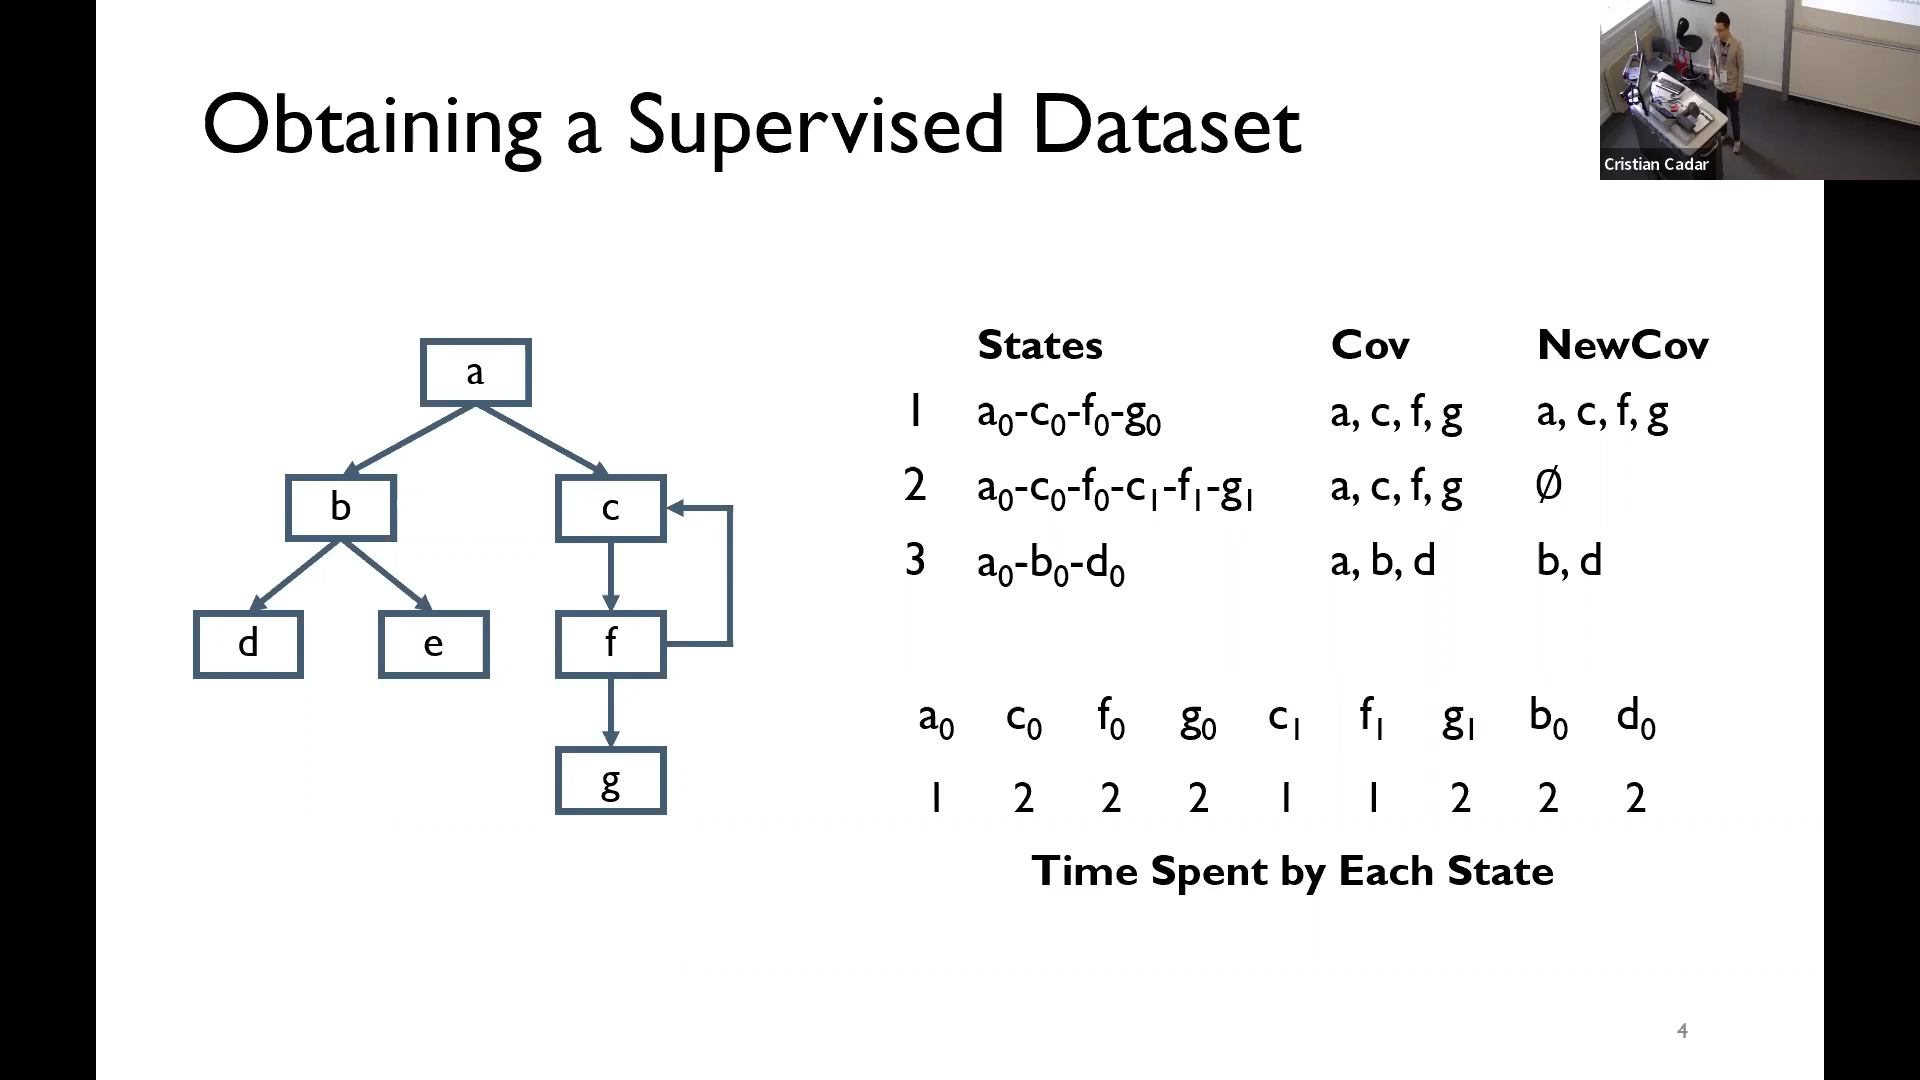 Obtaining a Supervised Dataset
Cristian Cadar
a
b
c
d
e
f
g
States Cov NewCov
1 a₀-c₀-f₀-g₀ a, c, f, g a, c, f, g
2 a₀-c₀-f₀-c₁-f₁-g₁ a, c, f, g ∅
3 a₀-b₀-d₀ a, b, d b, d
a₀ c₀ f₀ g₀ c₁ f₁ g₁ b₀ d₀
1 2 2 2 1 1 2 2 2
Time Spent by Each State
4